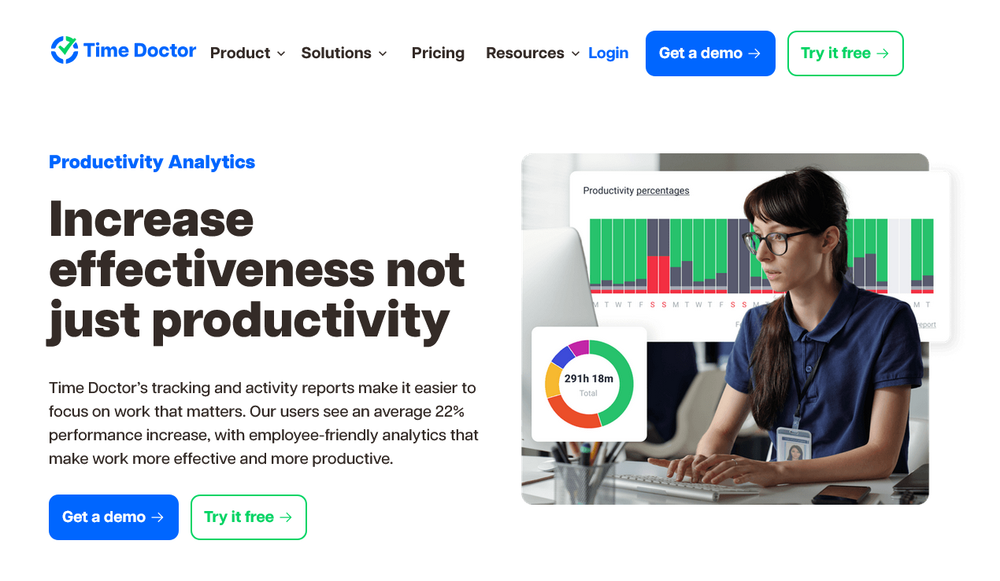 Time Doctor
Product
Solutions
Pricing
Resources
Login
Get a demo →
Try it free →
Productivity Analytics
Increase
effectiveness not
just productivity
Time Doctor’s tracking and activity reports make it easier to
focus on work that matters. Our users see an average 22%
performance increase, with employee-friendly analytics that
make work more effective and more productive.
Get a demo →
Try it free →
Productivity percentages
M T W T F S S M T W T F S S M T
M T
report
291h 18m
Total